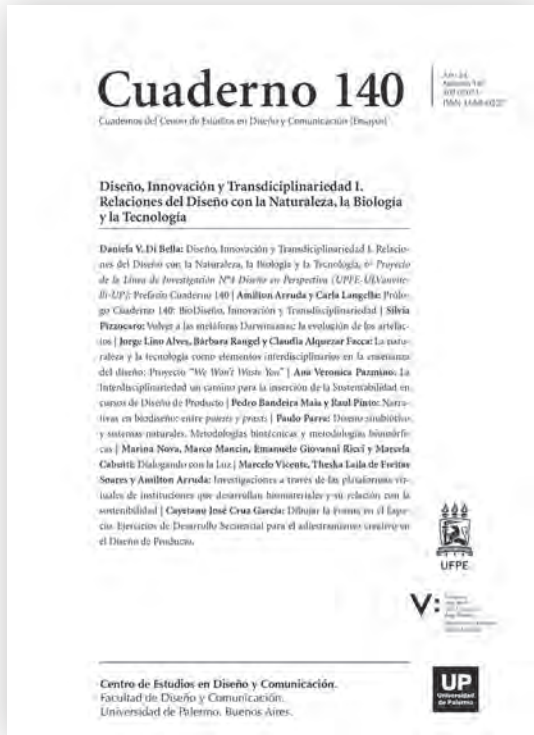 Cuaderno 140
Cuadernos del Centro de Estudios en Diseño y Comunicación [Ensayos]
Diseño, Innovación y Transdiciplinariedad I.
Relaciones del Diseño con la Naturaleza, la Biología
y la Tecnología
Daniela V. Di Bella: Diseño, Innovación y Transdiciplinariedad I. Relacio-
nes del Diseño con la Naturaleza, la Biología y la Tecnología, 6º Proyecto
de la Línea de Investigación Nº4 Diseño en Perspectiva (UPFE-UVanvite-
lli-UP): Prefacio Cuaderno 140 | Amilton Arruda y Carla Langella: Prólo-
go Cuaderno 140: BioDiseño, Innovación y Transdisciplinariedad | Silvia
Pizzocaro: Volver a las metáforas Darwinianas: la evolución de los artefac-
tos | Jorge Lino Alves, Bárbara Rangel y Claudia Alquezar Facca: La natu-
raleza y la tecnología como elementos interdisciplinarios en la enseñanza
del diseño: Proyecto "We Won't Waste You" | Ana Veronica Pazmino: La
Interdisciplinariedad un camino para la inserción de la Sustentabilidad en
cursos de Diseño de Producto | Pedro Bandeira Maia y Raul Pinto: Narra-
tivas en biodiseño: entre poiesis y praxis | Paulo Parra: Diseño simbiótico
y sistemas naturales. Metodologías biotécnicas y metodologías biomórfi-
cas | Marina Nova, Marco Mancin, Emanuele Giovanni Ricci y Marcela
Cabutti: Dialogando con la Luz | Marcelo Vicente, Theska Laila de Freitas
Soares y Amilton Arruda: Investigaciones a través de las plataformas vir-
tuales de instituciones que desarrollan biomateriales y su relación con la
sostenibilidad | Cayetano José Cruz García: Dibujar la Forma en el Espa-
cio. Ejercicios de Desarrollo Secuencial para el adiestramiento creativo en
el Diseño de Producto.
UFPE
V:
Centro de Estudios en Diseño y Comunicación.
Facultad de Diseño y Comunicación.
Universidad de Palermo. Buenos Aires.
UP
Universidad
de Palermo